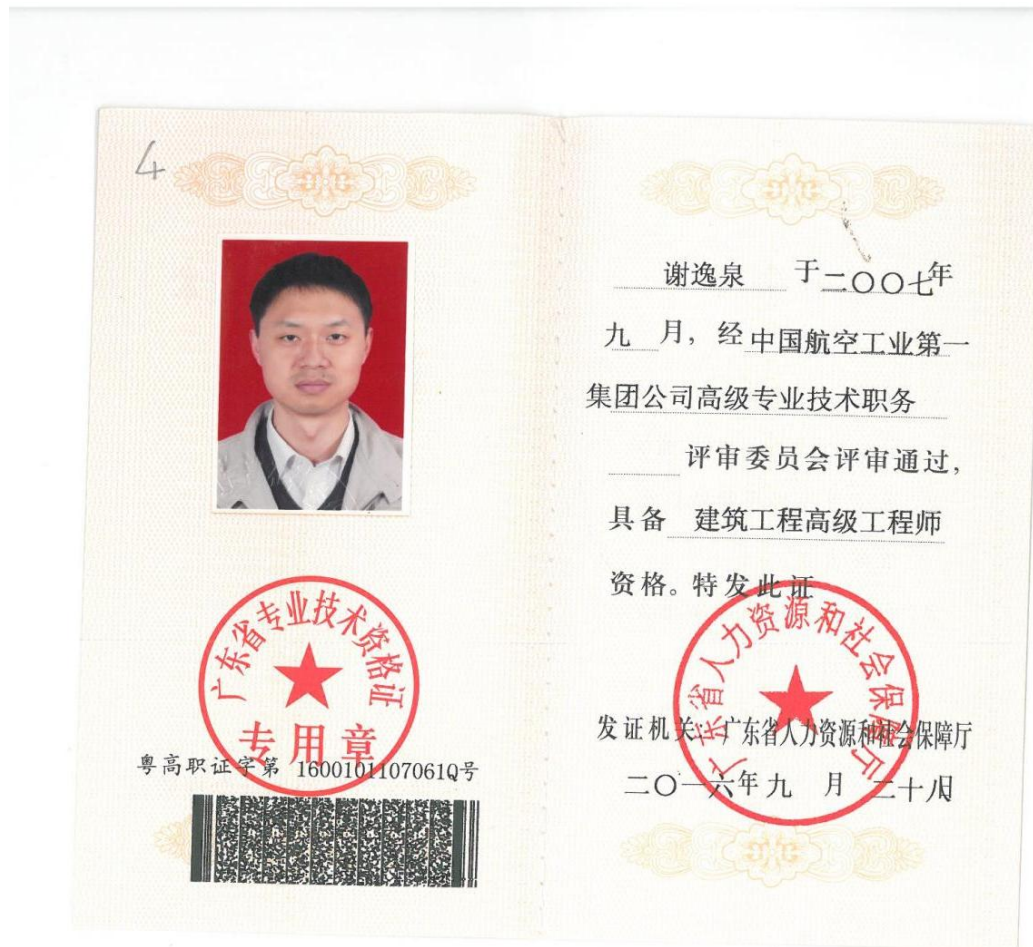 4
广东省专业技术资格证
专用章
粤高职证字第 1600101107061Q号
谢逸泉 于二〇〇七年
九 月，经中国航空工业第一
集团公司高级专业技术职务
评审委员会评审通过，
具备 建筑工程高级工程师
资格。特发此证
广东省人力资源和社会保障厅
发证机关：广东省人力资源和社会保障厅
二〇一六年九 月 二十八日